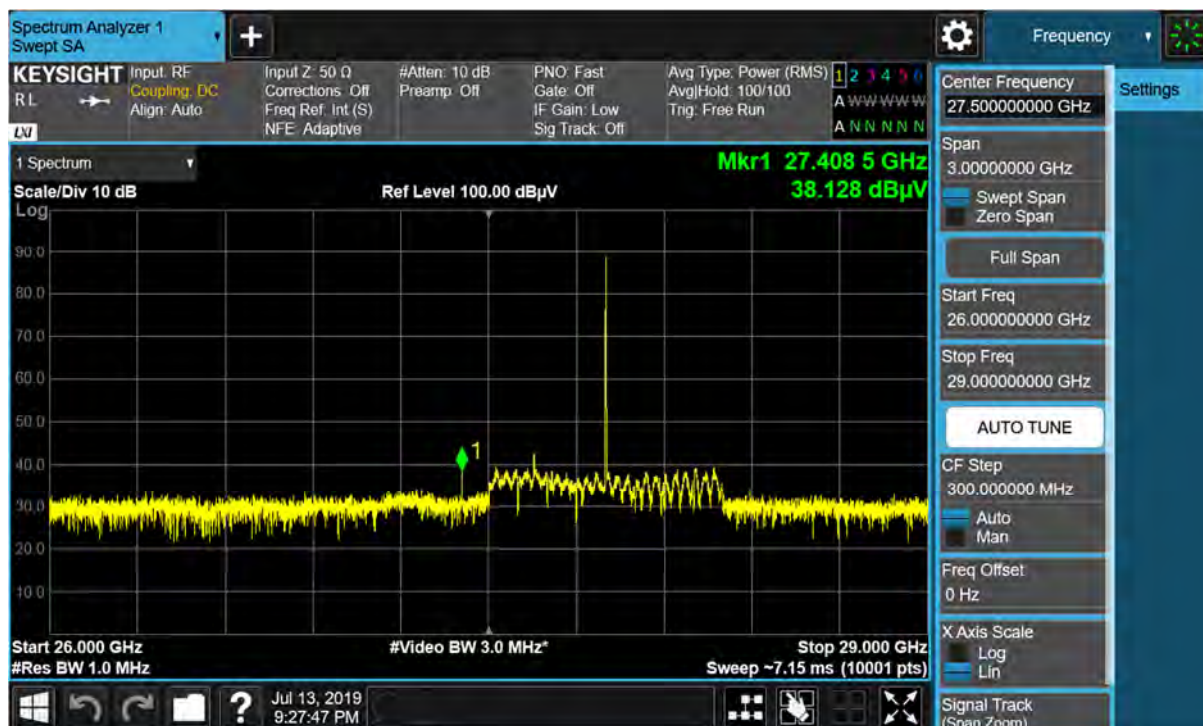 Spectrum Analyzer 1
Swept SA
+
Frequency
KEYSIGHT
RL
LXI
Input: RF
Coupling: DC
Align: Auto
Input Z: 50 Ω
Corrections: Off
Freq Ref: Int (S)
NFE: Adaptive
#Atten: 10 dB
Preamp: Off
PNO: Fast
Gate: Off
IF Gain: Low
Sig Track: Off
Avg Type: Power (RMS)
Avg|Hold: 100/100
Trig: Free Run
1 2 3 4 5 6
A W W W W W
A N N N N N
1 Spectrum
Scale/Div 10 dB
Ref Level 100.00 dBµV
Mkr1 27.408 5 GHz
38.128 dBµV
Log
90.0
80.0
70.0
60.0
50.0
40.0
30.0
20.0
10.0
1
Start 26.000 GHz
#Res BW 1.0 MHz
#Video BW 3.0 MHz*
Stop 29.000 GHz
Sweep ~7.15 ms (10001 pts)
?
Jul 13, 2019
9:27:47 PM
Center Frequency
27.500000000 GHz
Settings
Span
3.00000000 GHz
Swept Span
Zero Span
Full Span
Start Freq
26.000000000 GHz
Stop Freq
29.000000000 GHz
AUTO TUNE
CF Step
300.000000 MHz
Auto
Man
Freq Offset
0 Hz
X Axis Scale
Log
Lin
Signal Track
(Span Zoom)